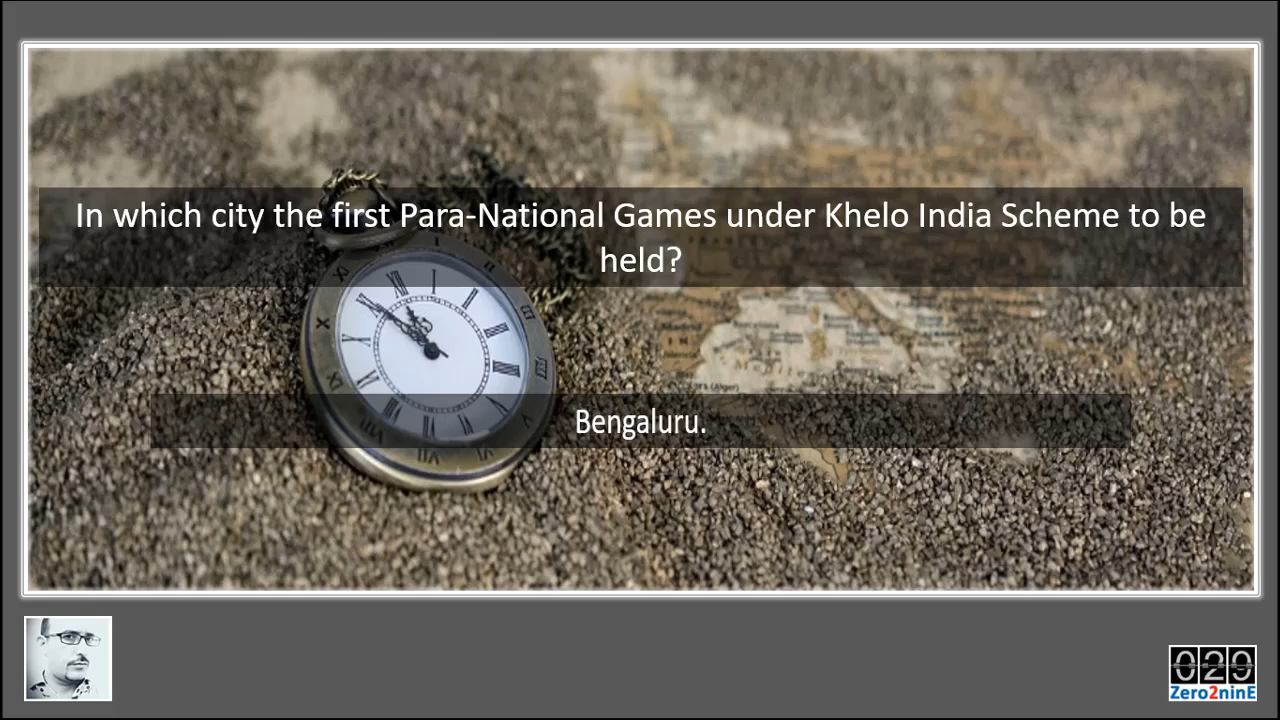 In which city the first Para-National Games under Khelo India Scheme to be
held?
Bengaluru.
029
Zero2ninE